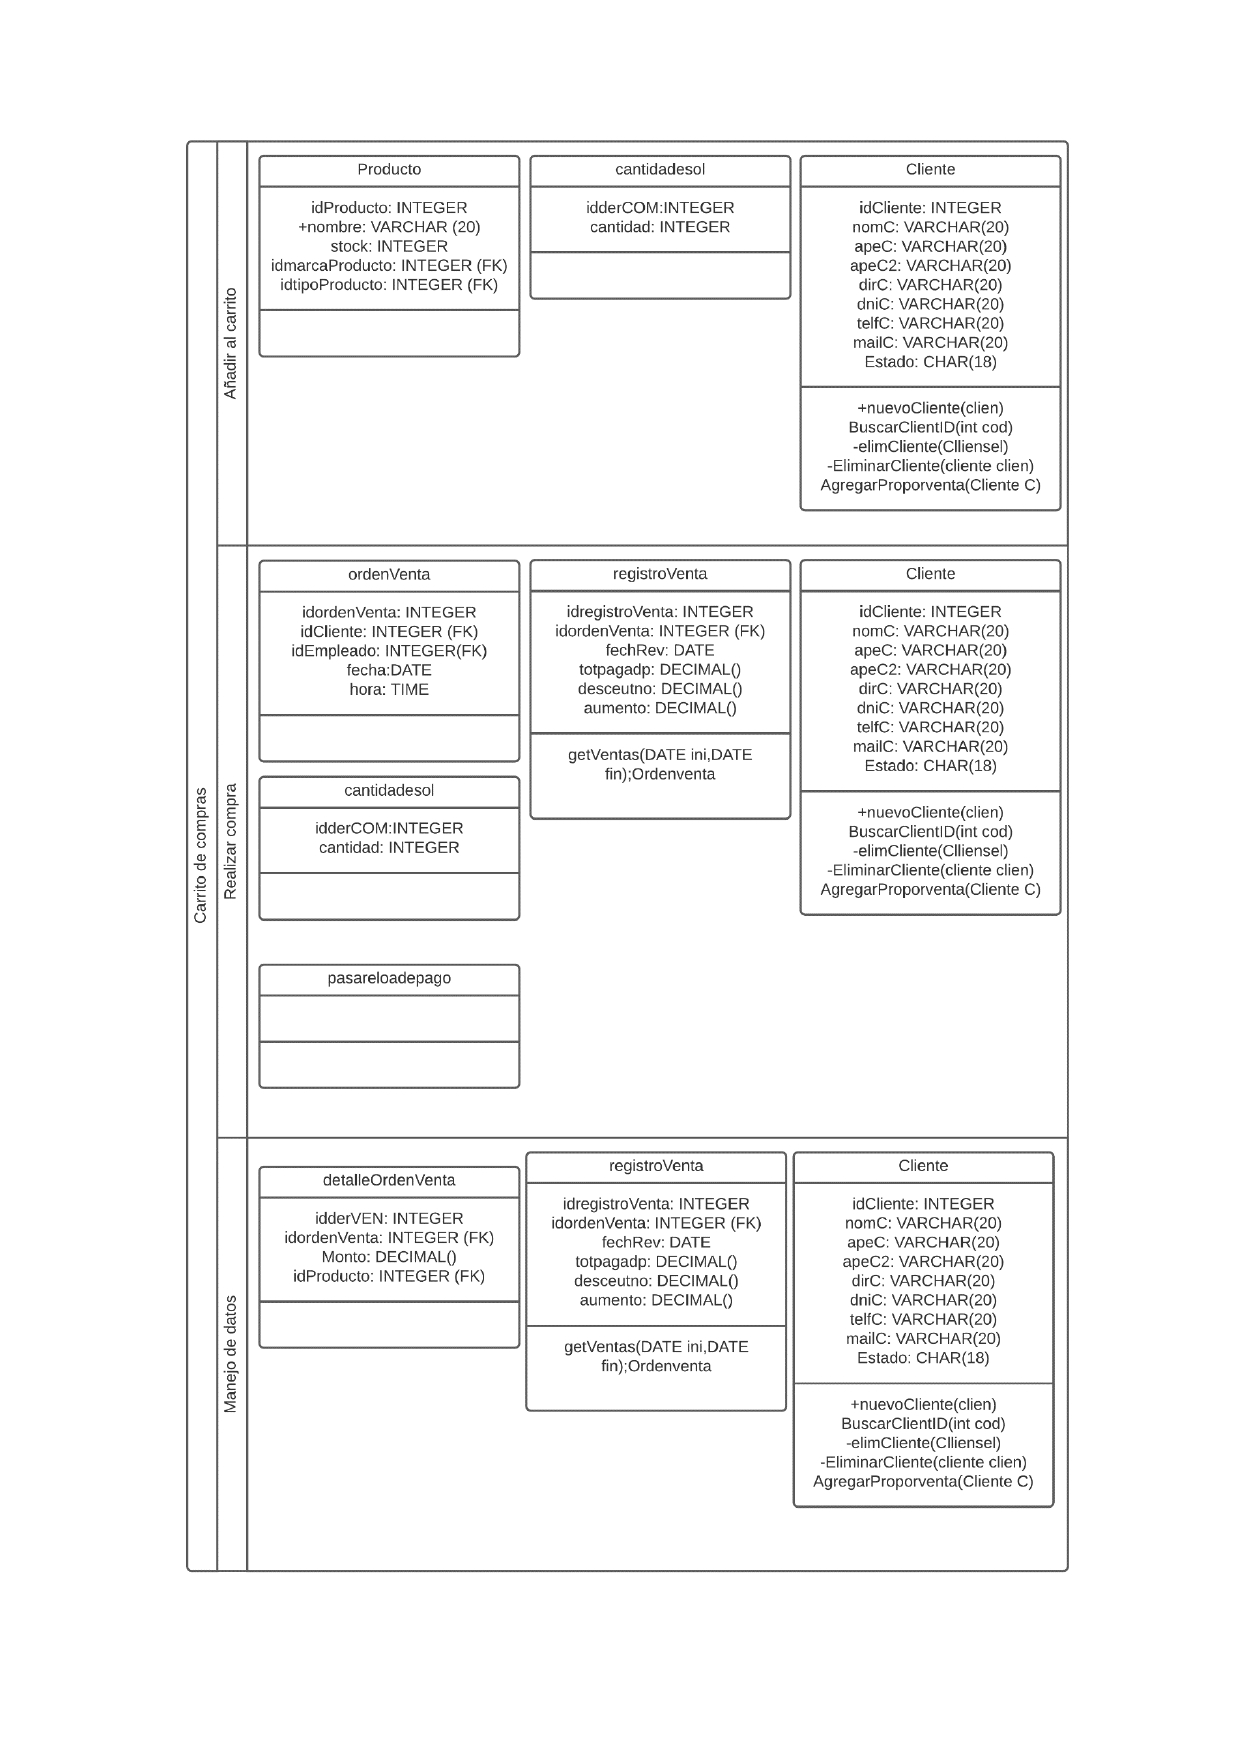 Carrito de compras
Añadir al carrito
Producto
idProducto: INTEGER
+nombre: VARCHAR (20)
stock: INTEGER
idmarcaProducto: INTEGER (FK)
idtipoProducto: INTEGER (FK)
cantidadesol
idderCOM:INTEGER
cantidad: INTEGER
Cliente
idCliente: INTEGER
nomC: VARCHAR(20)
apeC: VARCHAR(20)
apeC2: VARCHAR(20)
dirC: VARCHAR(20)
dniC: VARCHAR(20)
telfC: VARCHAR(20)
mailC: VARCHAR(20)
Estado: CHAR(18)
+nuevoCliente(clien)
BuscarClientID(int cod)
-elimCliente(Clliensel)
-EliminarCliente(cliente clien)
AgregarProporventa(Cliente C)
Realizar compra
ordenVenta
idordenVenta: INTEGER
idCliente: INTEGER (FK)
idEmpleado: INTEGER(FK)
fecha:DATE
hora: TIME
registroVenta
idregistroVenta: INTEGER
idordenVenta: INTEGER (FK)
fechRev: DATE
totpagadp: DECIMAL()
desceutno: DECIMAL()
aumento: DECIMAL()
getVentas(DATE ini,DATE
fin);Ordenventa
Cliente
idCliente: INTEGER
nomC: VARCHAR(20)
apeC: VARCHAR(20)
apeC2: VARCHAR(20)
dirC: VARCHAR(20)
dniC: VARCHAR(20)
telfC: VARCHAR(20)
mailC: VARCHAR(20)
Estado: CHAR(18)
+nuevoCliente(clien)
BuscarClientID(int cod)
-elimCliente(Clliensel)
-EliminarCliente(cliente clien)
AgregarProporventa(Cliente C)
cantidadesol
idderCOM:INTEGER
cantidad: INTEGER
pasareloadepago
Manejo de datos
detalleOrdenVenta
idderVEN: INTEGER
idordenVenta: INTEGER (FK)
Monto: DECIMAL()
idProducto: INTEGER (FK)
registroVenta
idregistroVenta: INTEGER
idordenVenta: INTEGER (FK)
fechRev: DATE
totpagadp: DECIMAL()
desceutno: DECIMAL()
aumento: DECIMAL()
getVentas(DATE ini,DATE
fin);Ordenventa
Cliente
idCliente: INTEGER
nomC: VARCHAR(20)
apeC: VARCHAR(20)
apeC2: VARCHAR(20)
dirC: VARCHAR(20)
dniC: VARCHAR(20)
telfC: VARCHAR(20)
mailC: VARCHAR(20)
Estado: CHAR(18)
+nuevoCliente(clien)
BuscarClientID(int cod)
-elimCliente(Clliensel)
-EliminarCliente(cliente clien)
AgregarProporventa(Cliente C)